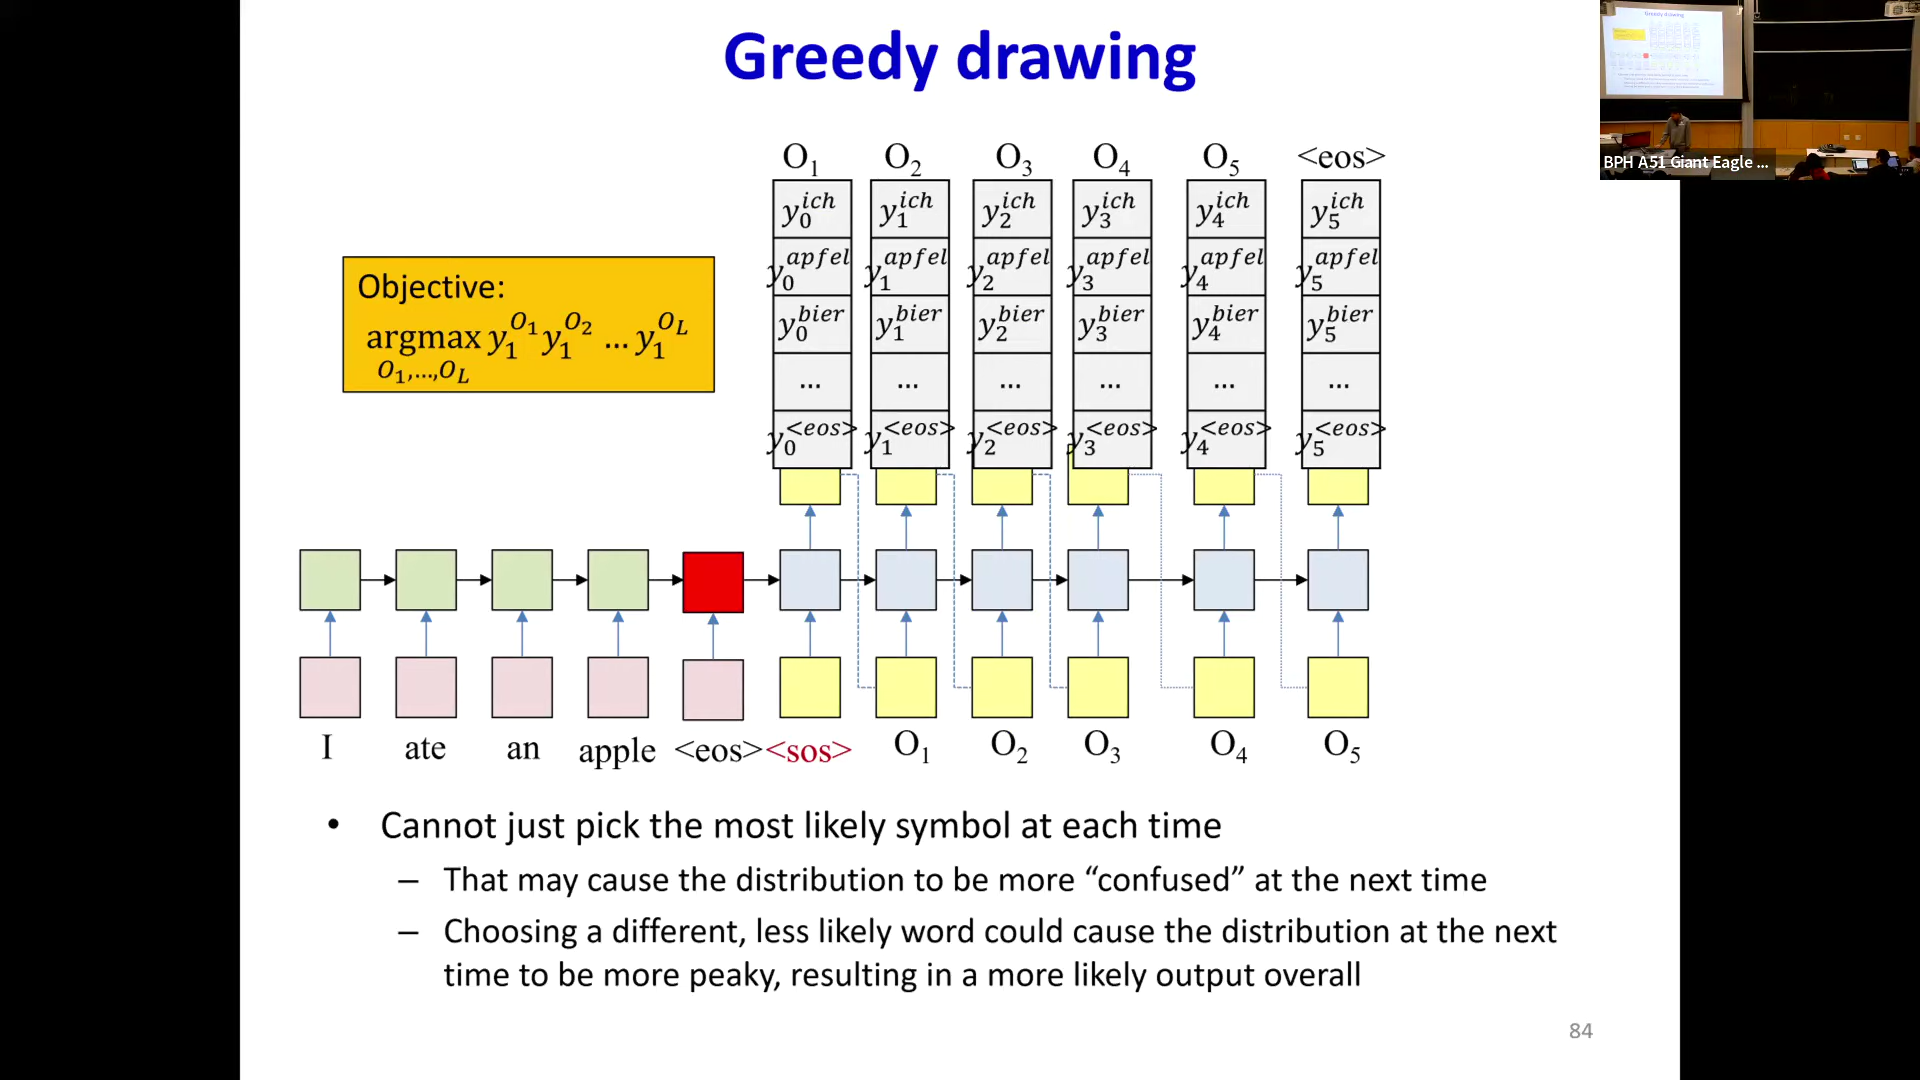 Greedy drawing
O₁ O₂ O₃ O₄ O₅ <eos>
y₀^ich y₁^ich y₂^ich y₃^ich y₄^ich y₅^ich
y₀^apfel y₁^apfel y₂^apfel y₃^apfel y₄^apfel y₅^apfel
y₀^bier y₁^bier y₂^bier y₃^bier y₄^bier y₅^bier
... ... ... ... ... ...
y₀^<eos> y₁^<eos> y₂^<eos> y₃^<eos> y₄^<eos> y₅^<eos>
Objective:
argmax y₁^O₁ y₁^O₂ ... y₁^O_L
O₁,...,O_L
I ate an apple <eos> <sos> O₁ O₂ O₃ O₄ O₅
• Cannot just pick the most likely symbol at each time
– That may cause the distribution to be more “confused” at the next time
– Choosing a different, less likely word could cause the distribution at the next
time to be more peaky, resulting in a more likely output overall
84
BPH A51 Giant Eagle ...
Greedy drawing